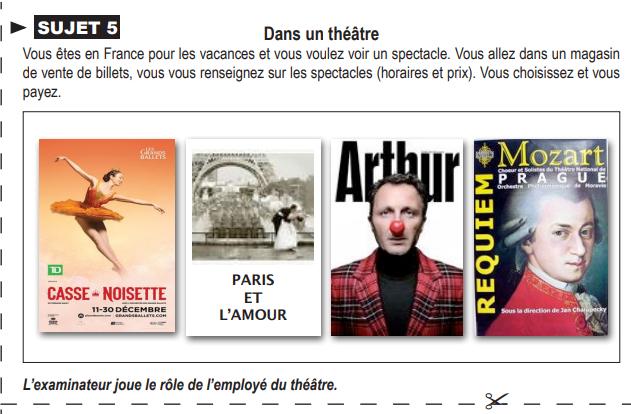 SUJET 5
Dans un théâtre
Vous êtes en France pour les vacances et vous voulez voir un spectacle. Vous allez dans un magasin
de vente de billets, vous vous renseignez sur les spectacles (horaires et prix). Vous choisissez et vous
payez.
LES
GRANDS
BALLETS
TD
CASSE NOISETTE
11-30 DÉCEMBRE
GRANDSBALLETS.COM
PARIS
ET
L'AMOUR
Arthur
Mozart
Choeur et Solistes du Théâtre National de
PRAGUE
Orchestre Philharmonique de Moravie
REQUIEM
Sous la direction de Jan Chalupecky
L'examinateur joue le rôle de l'employé du théâtre.